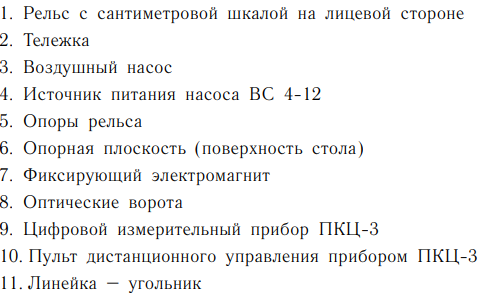 1. Рельс с сантиметровой шкалой на лицевой стороне
2. Тележка
3. Воздушный насос
4. Источник питания насоса ВС 4-12
5. Опоры рельса
6. Опорная плоскость (поверхность стола)
7. Фиксирующий электромагнит
8. Оптические ворота
9. Цифровой измерительный прибор ПКЦ-3
10. Пульт дистанционного управления прибором ПКЦ-3
11. Линейка – угольник